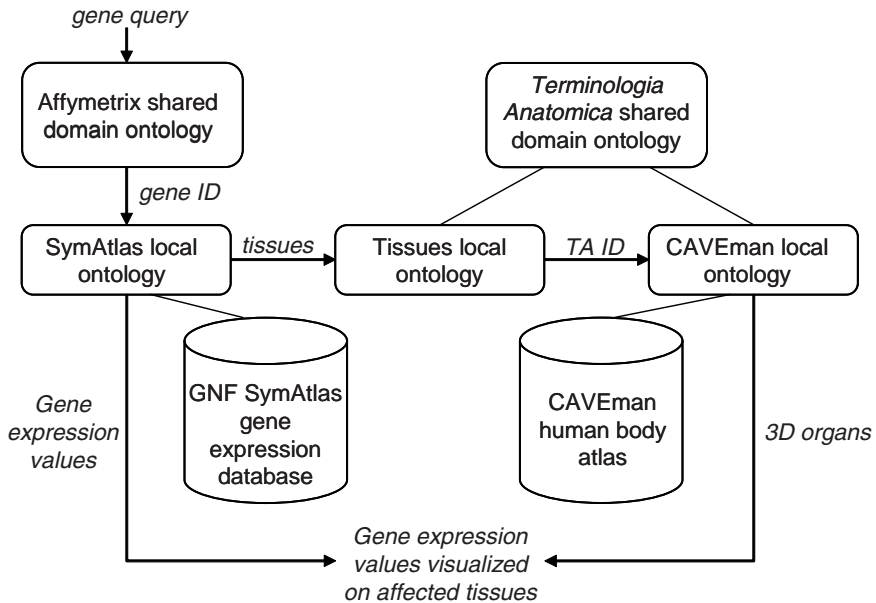 gene query
Affymetrix shared
domain ontology
Terminologia
Anatomica shared
domain ontology
gene ID
SymAtlas local
ontology
tissues
Tissues local
ontology
TA ID
CAVEman local
ontology
Gene
expression
values
GNF SymAtlas
gene
expression
database
CAVEman
human body
atlas
3D organs
Gene expression
values visualized
on affected tissues